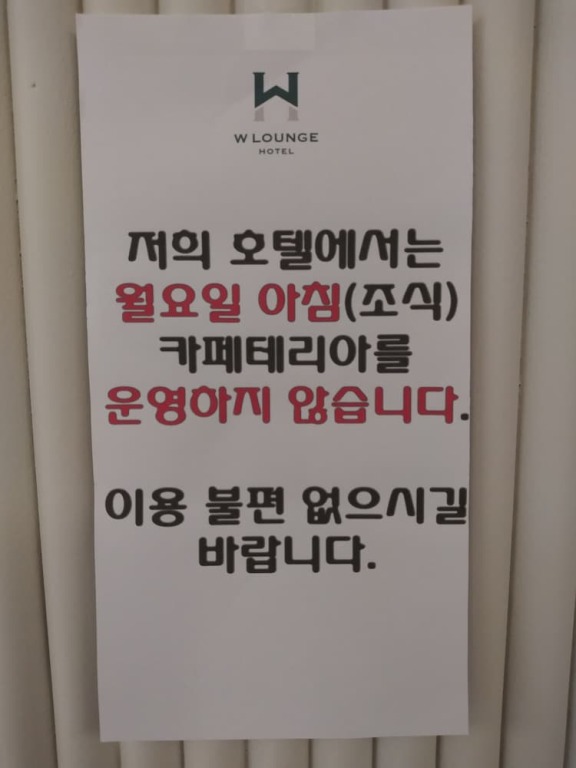 W LOUNGE
HOTEL
저희 호텔에서는
월요일 아침(조식)
카페테리아를
운영하지 않습니다.
이용 불편 없으시길
바랍니다.